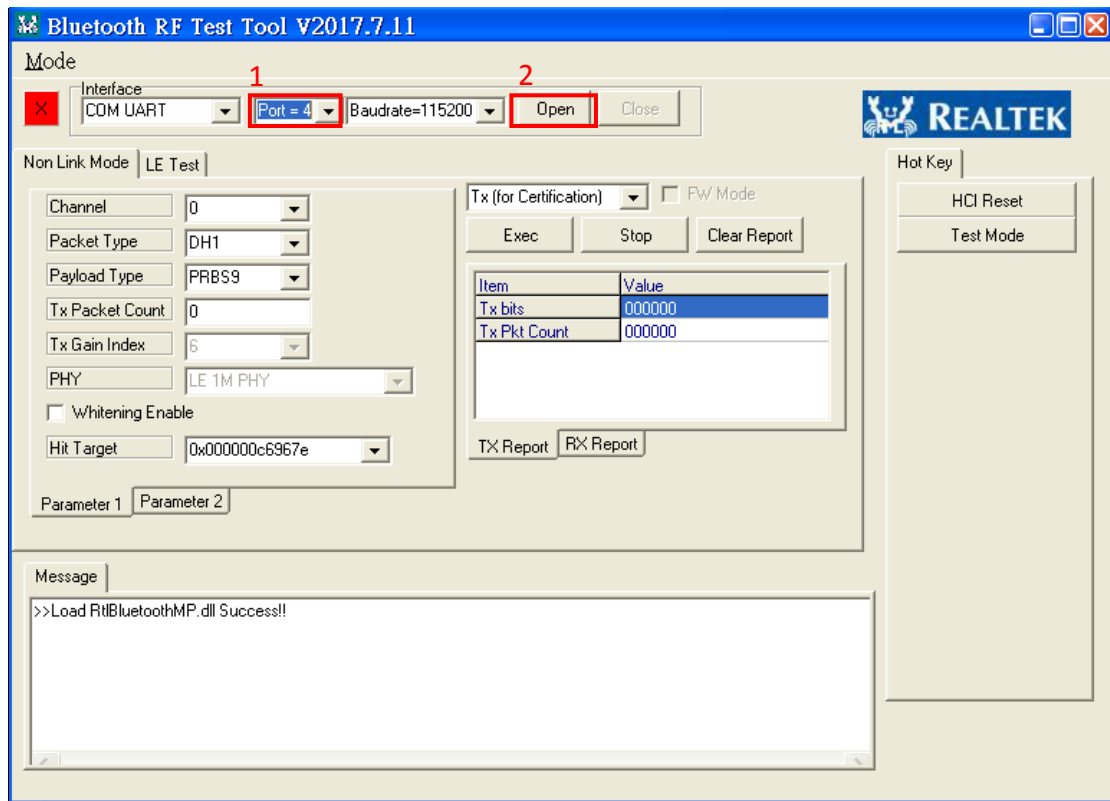 Bluetooth RF Test Tool V2017.7.11
Mode
1
2
Interface
X
COM UART
Port = 4
Baudrate=115200
Open
Close
REALTEK
Non Link Mode
LE Test
Hot Key
Channel
0
Packet Type
DH1
Payload Type
PRBS9
Tx Packet Count
0
Tx Gain Index
6
PHY
LE 1M PHY
Whitening Enable
Hit Target
0x000000c6967e
Parameter 1
Parameter 2
Tx (for Certification)
FW Mode
Exec
Stop
Clear Report
Item Value
Tx bits 000000
Tx Pkt Count 000000
TX Report
RX Report
HCI Reset
Test Mode
Message
>>Load RtlBluetoothMP.dll Success!!